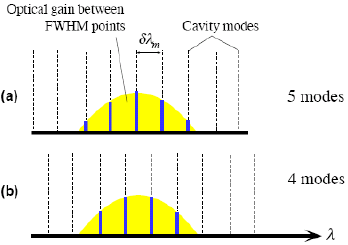 Optical gain between
FWHM points
δλm
Cavity modes
(a)
5 modes
(b)
4 modes
λ